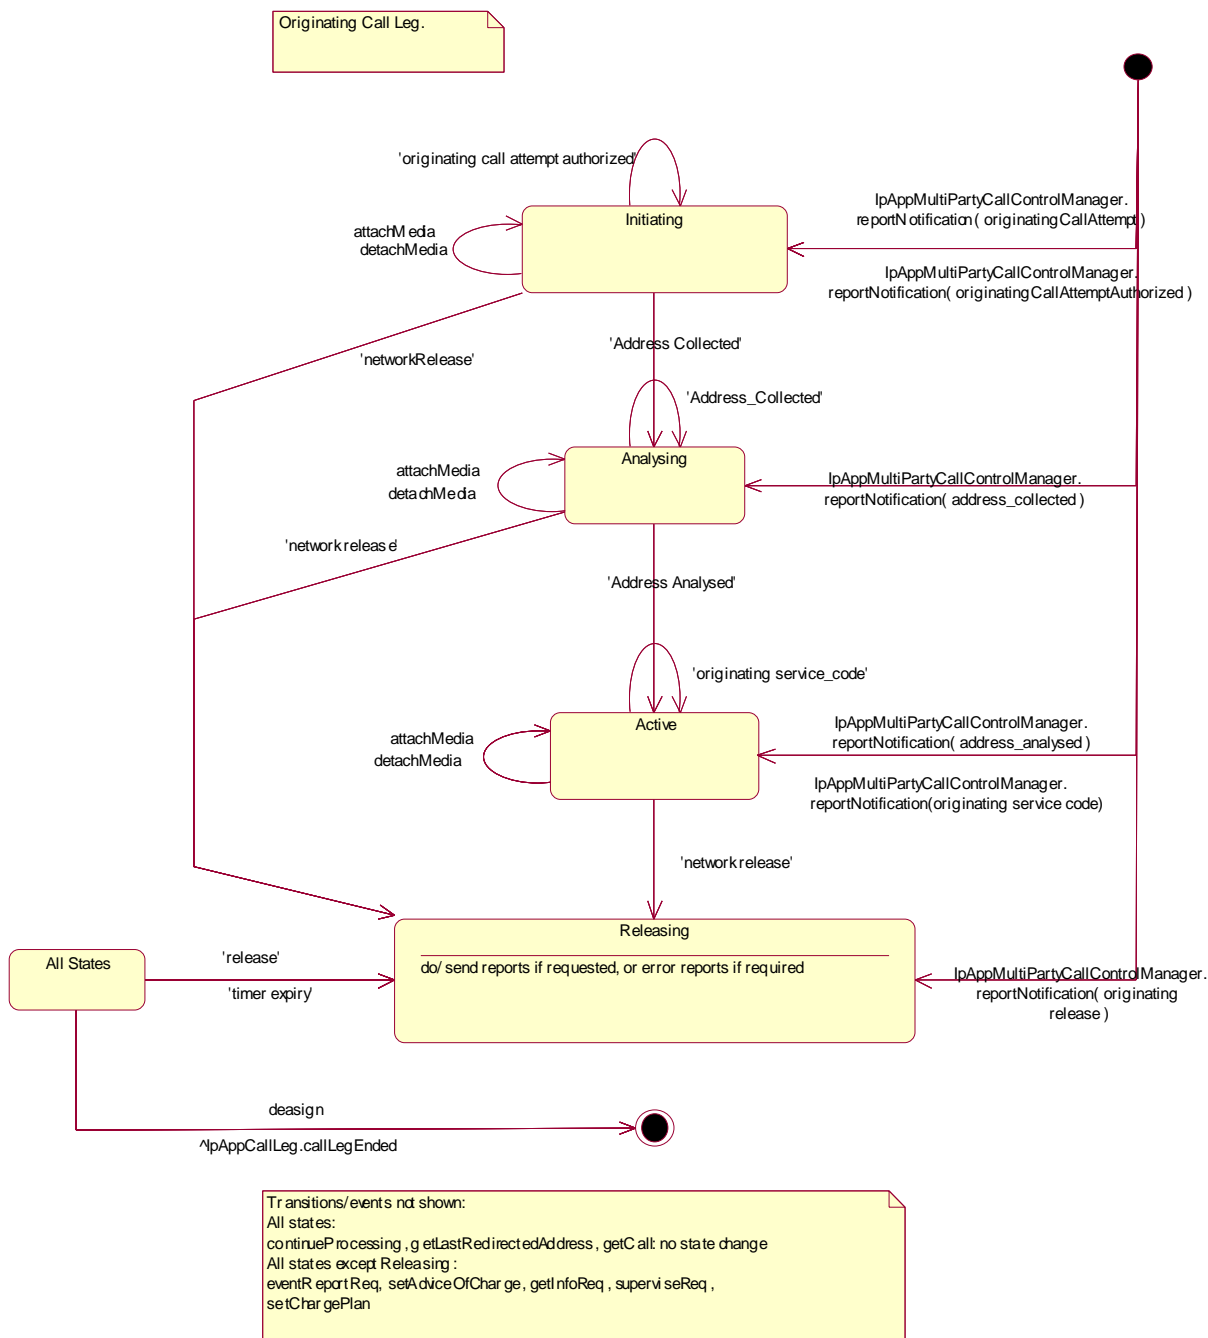 Originating Call Leg.
'originating call attempt authorized'
IpAppMultiPartyCallControlManager.
reportNotification( originatingCallAttempt )
Initiating
attachMedia
detachMedia
IpAppMultiPartyCallControlManager.
reportNotification( originatingCallAttemptAuthorized )
'Address Collected'
'networkRelease'
'Address_Collected'
Analysing
attachMedia
detachMedia
IpAppMultiPartyCallControlManager.
reportNotification( address_collected )
'network release'
'Address Analysed'
'originating service_code'
Active
attachMedia
detachMedia
IpAppMultiPartyCallControlManager.
reportNotification( address_analysed )
IpAppMultiPartyCallControlManager.
reportNotification(originating service code)
'network release'
Releasing
do/ send reports if requested, or error reports if required
All States
'release'
'timer expiry'
IpAppMultiPartyCallControlManager.
reportNotification( originating
release )
deasign
^IpAppCallLeg.callLegEnded
Transitions/events not shown:
All states:
continueProcessing, getLastRedirectedAddress, getCall: no state change
All states except Releasing :
eventReportReq, setAdviceOfCharge, getInfoReq , superviseReq ,
setChargePlan